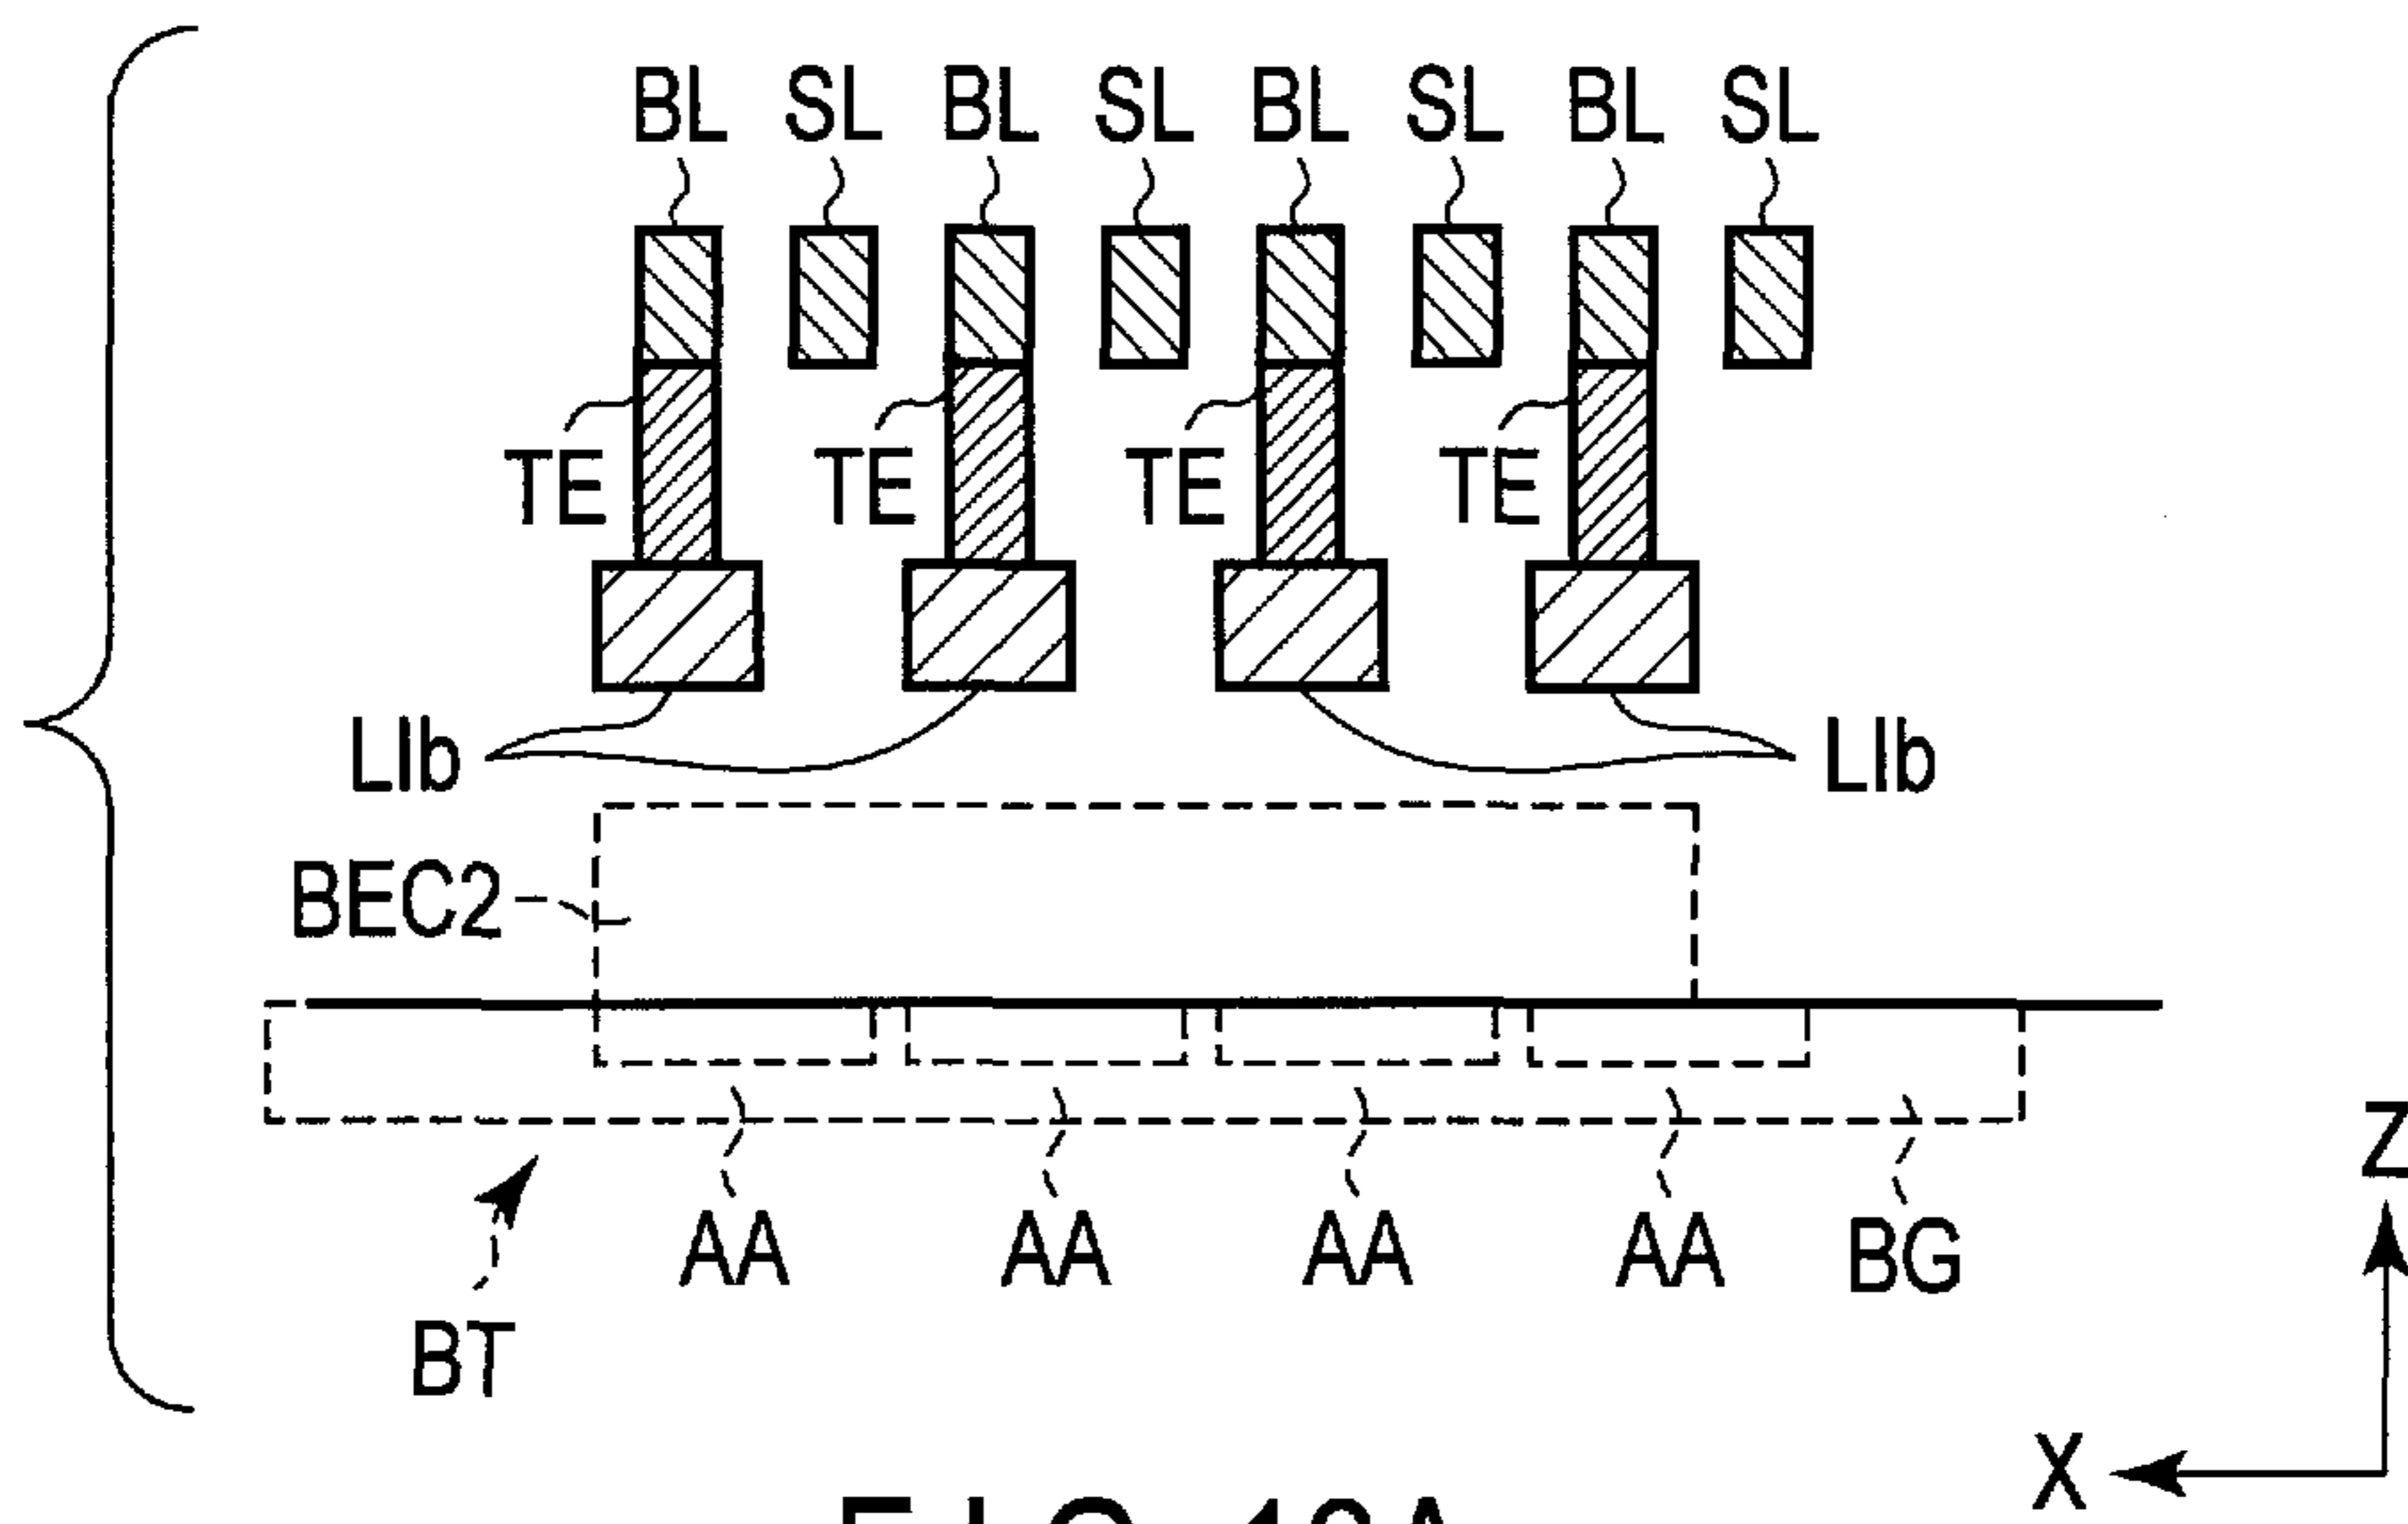 BL SL BL SL BL SL BL SL
TE TE TE TE
LIb LIb
BEC2
Z
AA AA AA AA BG
BT
X